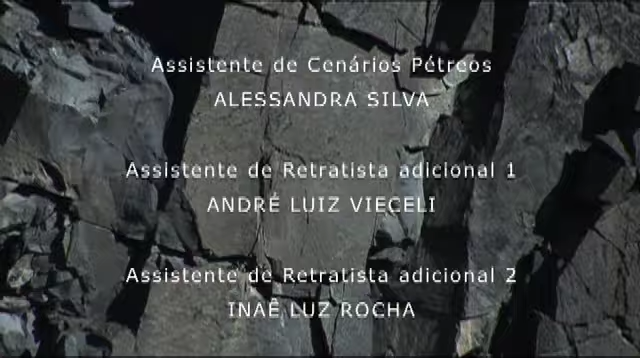 Assistente de Cenários Pétreos
ALESSANDRA SILVA
Assistente de Retratista adicional 1
ANDRÉ LUIZ VIECELI
Assistente de Retratista adicional 2
INAÊ LUZ ROCHA